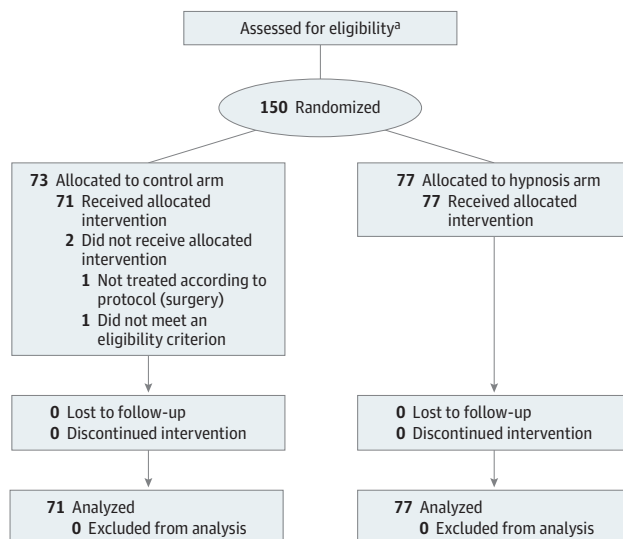 Assessed for eligibilityᵃ
150 Randomized
73 Allocated to control arm
71 Received allocated
intervention
2 Did not receive allocated
intervention
1 Not treated according to
protocol (surgery)
1 Did not meet an
eligibility criterion
77 Allocated to hypnosis arm
77 Received allocated
intervention
0 Lost to follow-up
0 Discontinued intervention
0 Lost to follow-up
0 Discontinued intervention
71 Analyzed
0 Excluded from analysis
77 Analyzed
0 Excluded from analysis